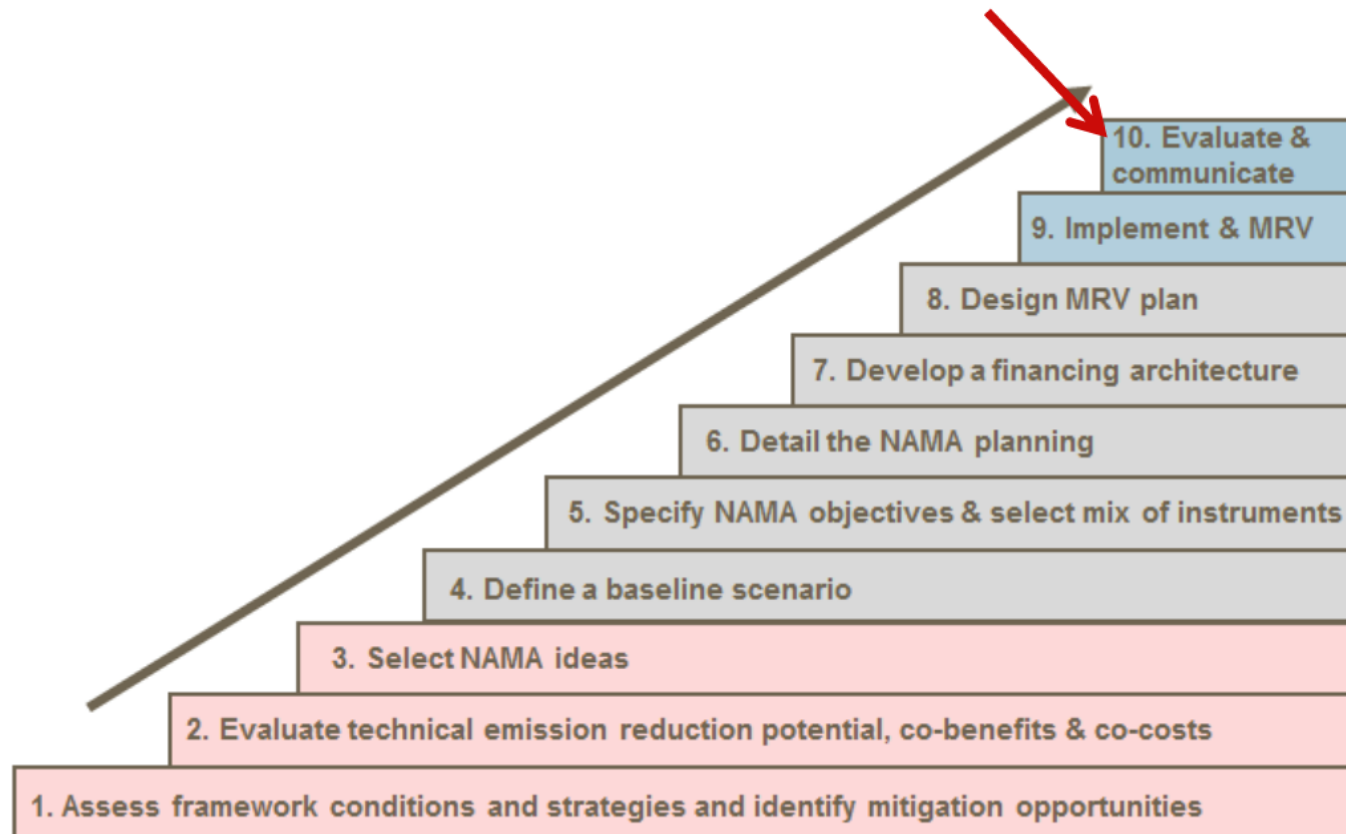 10. Evaluate &
communicate
9. Implement & MRV
8. Design MRV plan
7. Develop a financing architecture
6. Detail the NAMA planning
5. Specify NAMA objectives & select mix of instruments
4. Define a baseline scenario
3. Select NAMA ideas
2. Evaluate technical emission reduction potential, co-benefits & co-costs
1. Assess framework conditions and strategies and identify mitigation opportunities